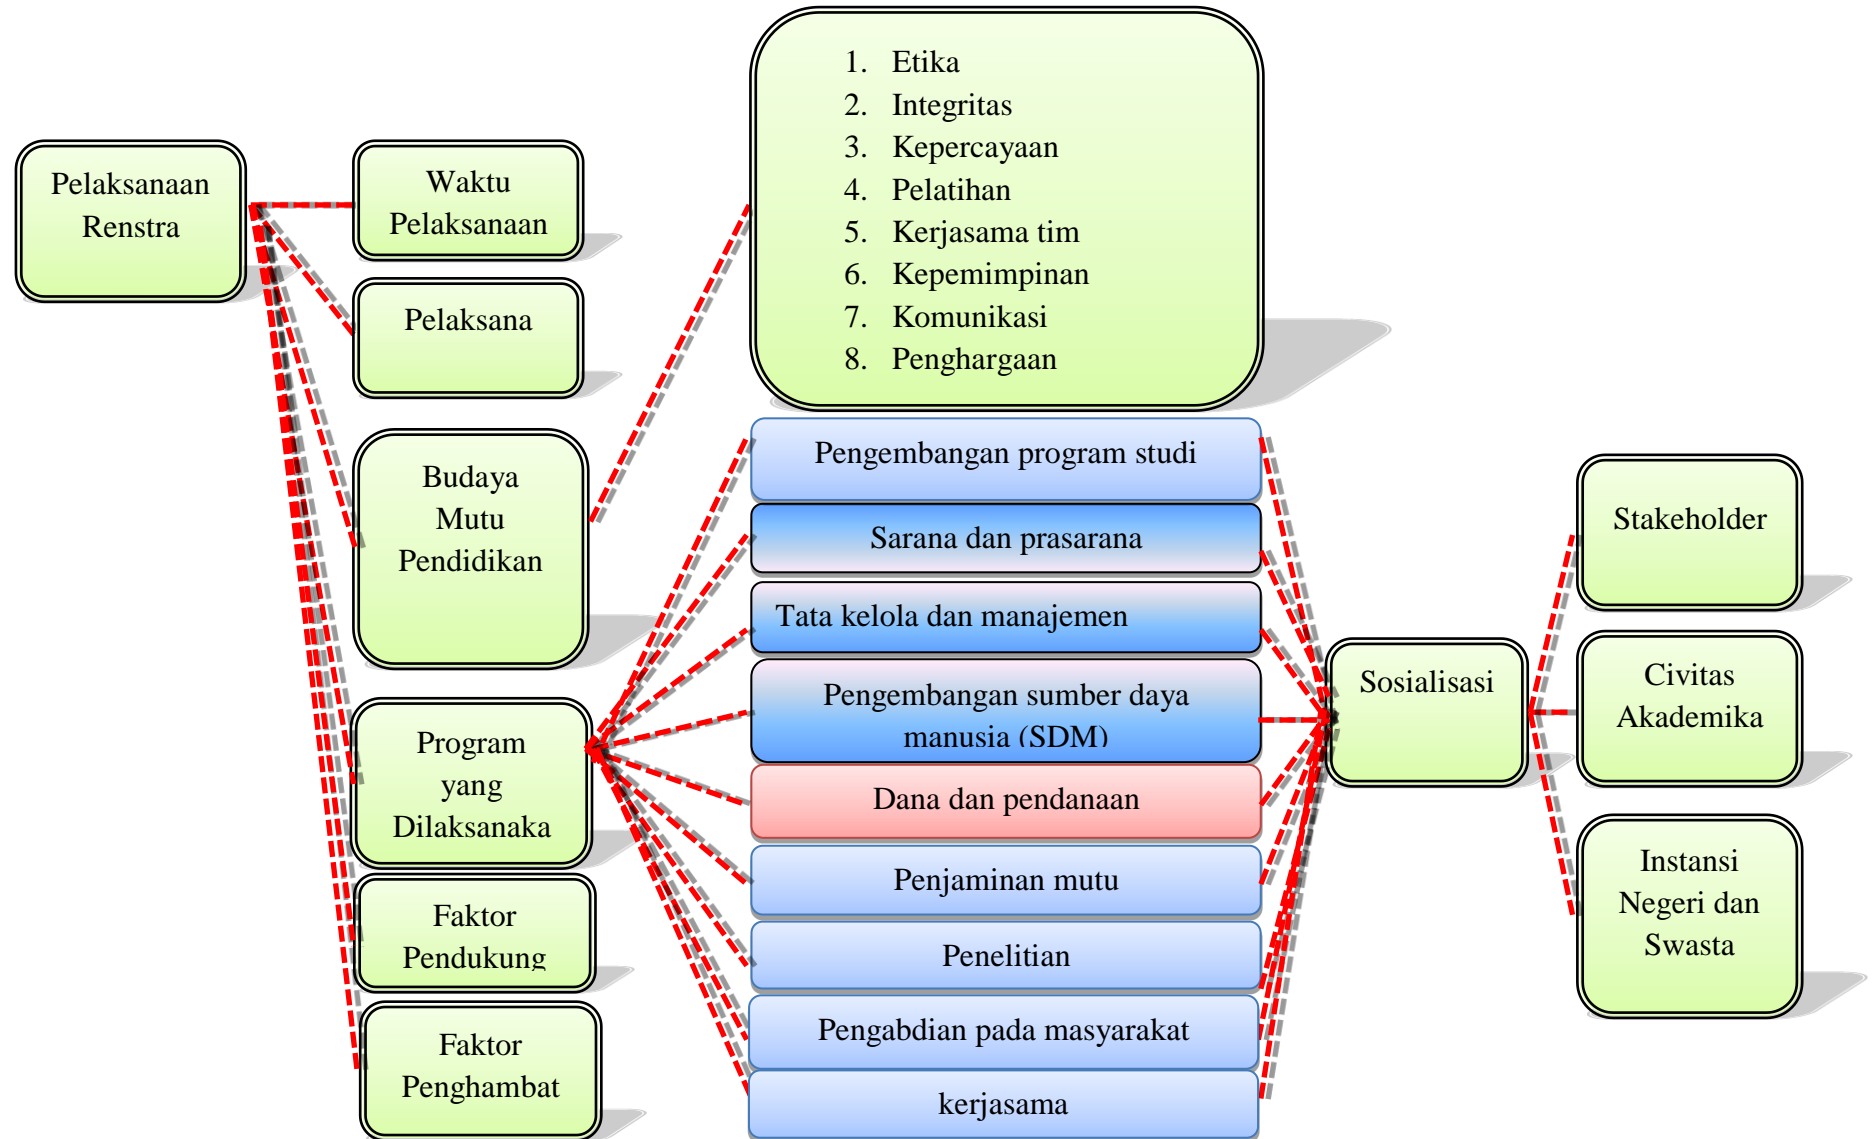 Pelaksanaan
Renstra
Waktu
Pelaksanaan
Pelaksana
Budaya
Mutu
Pendidikan
Program
yang
Dilaksanaka
Faktor
Pendukung
Faktor
Penghambat
1. Etika
2. Integritas
3. Kepercayaan
4. Pelatihan
5. Kerjasama tim
6. Kepemimpinan
7. Komunikasi
8. Penghargaan
Pengembangan program studi
Sarana dan prasarana
Tata kelola dan manajemen
Pengembangan sumber daya
manusia (SDM)
Dana dan pendanaan
Penjaminan mutu
Penelitian
Pengabdian pada masyarakat
kerjasama
Sosialisasi
Stakeholder
Civitas
Akademika
Instansi
Negeri dan
Swasta